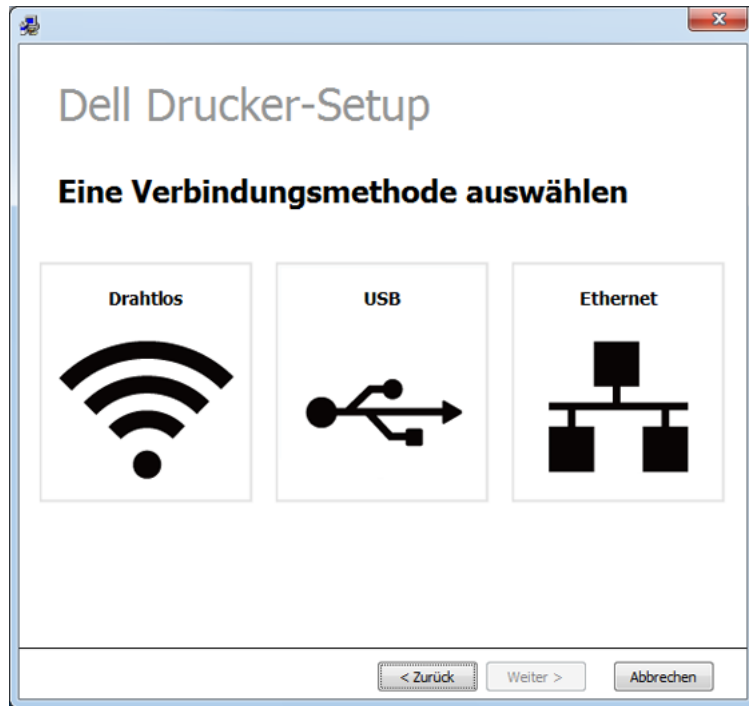 Dell Drucker-Setup
Eine Verbindungsmethode auswählen
Drahtlos
USB
Ethernet
< Zurück
Weiter >
Abbrechen